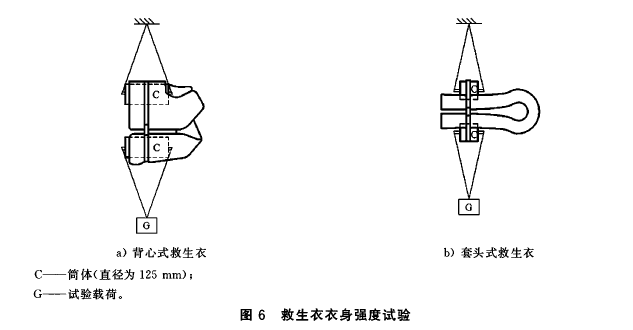 C
C
G
C
C
G
a) 背心式救生衣
b) 套头式救生衣
C——筒体(直径为 125 mm);
G——试验载荷。
图 6 救生衣衣身强度试验